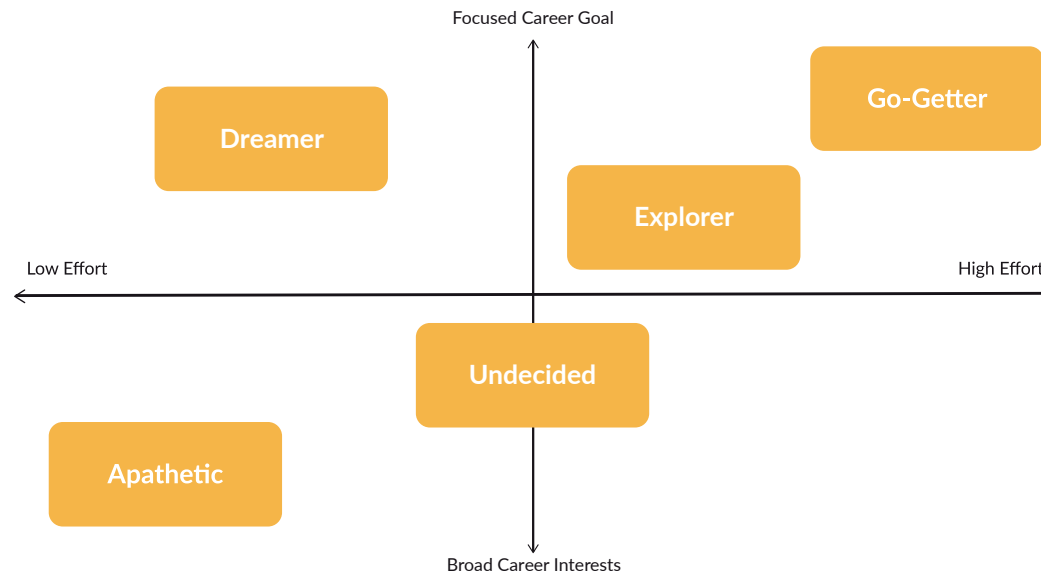 Focused Career Goal
Go-Getter
Dreamer
Explorer
Low Effort
High Effort
Undecided
Apathetic
Broad Career Interests